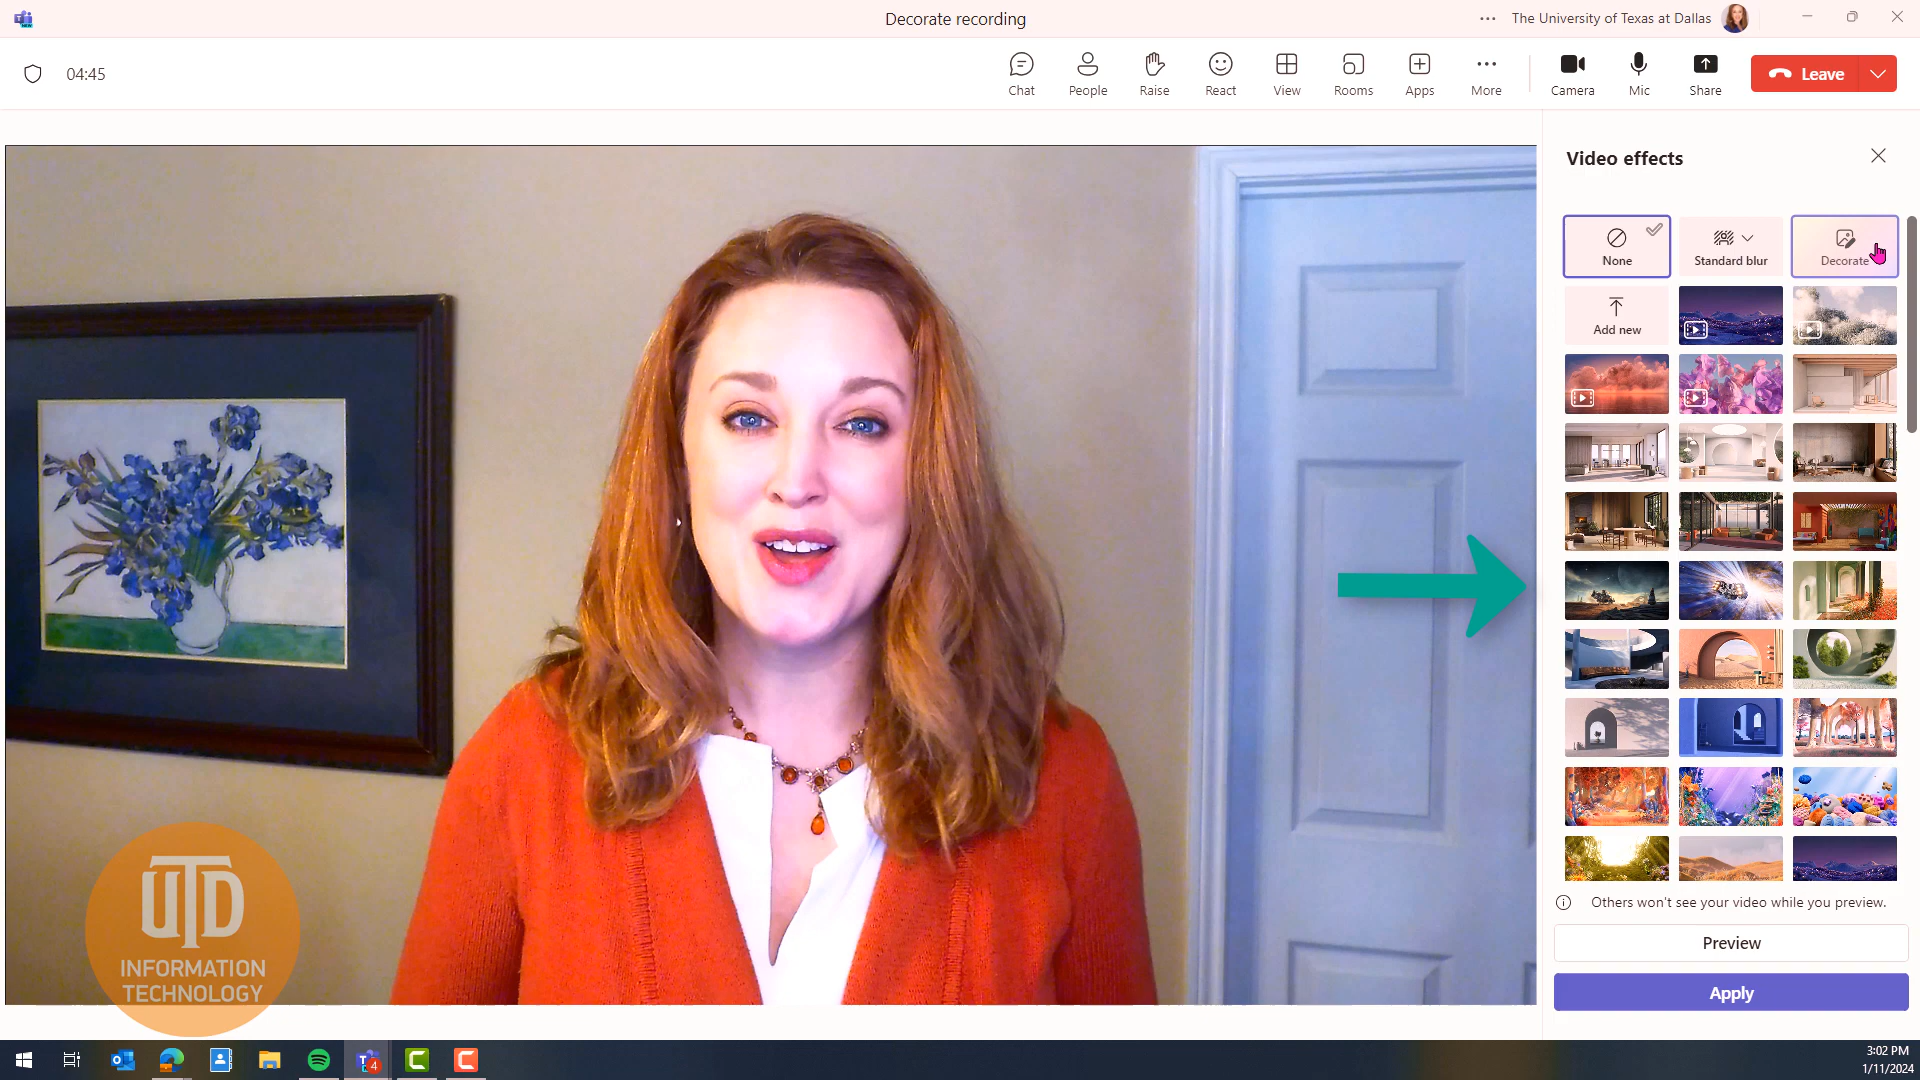 Decorate recording
The University of Texas at Dallas
04:45
Chat
People
Raise
React
View
Rooms
Apps
More
Camera
Mic
Share
Leave
Video effects
None
Standard blur
Decorate
Add new
Others won't see your video while you preview.
Preview
Apply
UTD
INFORMATION
TECHNOLOGY
4
3:02 PM
1/11/2024